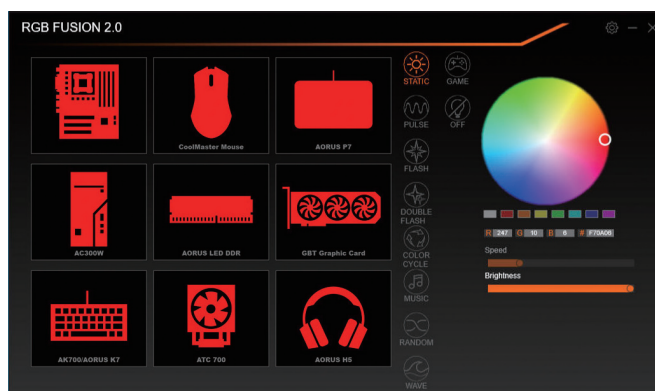 RGB FUSION 2.0
CoolMaster Mouse
AORUS P7
AC300W
AORUS LED DDR
GBT Graphic Card
AK700/AORUS K7
ATC 700
AORUS H5
STATIC
GAME
PULSE
OFF
FLASH
DOUBLE
FLASH
COLOR
CYCLE
MUSIC
RANDOM
WAVE
R 247 G 10 B 6 # F70A06
Speed
Brightness